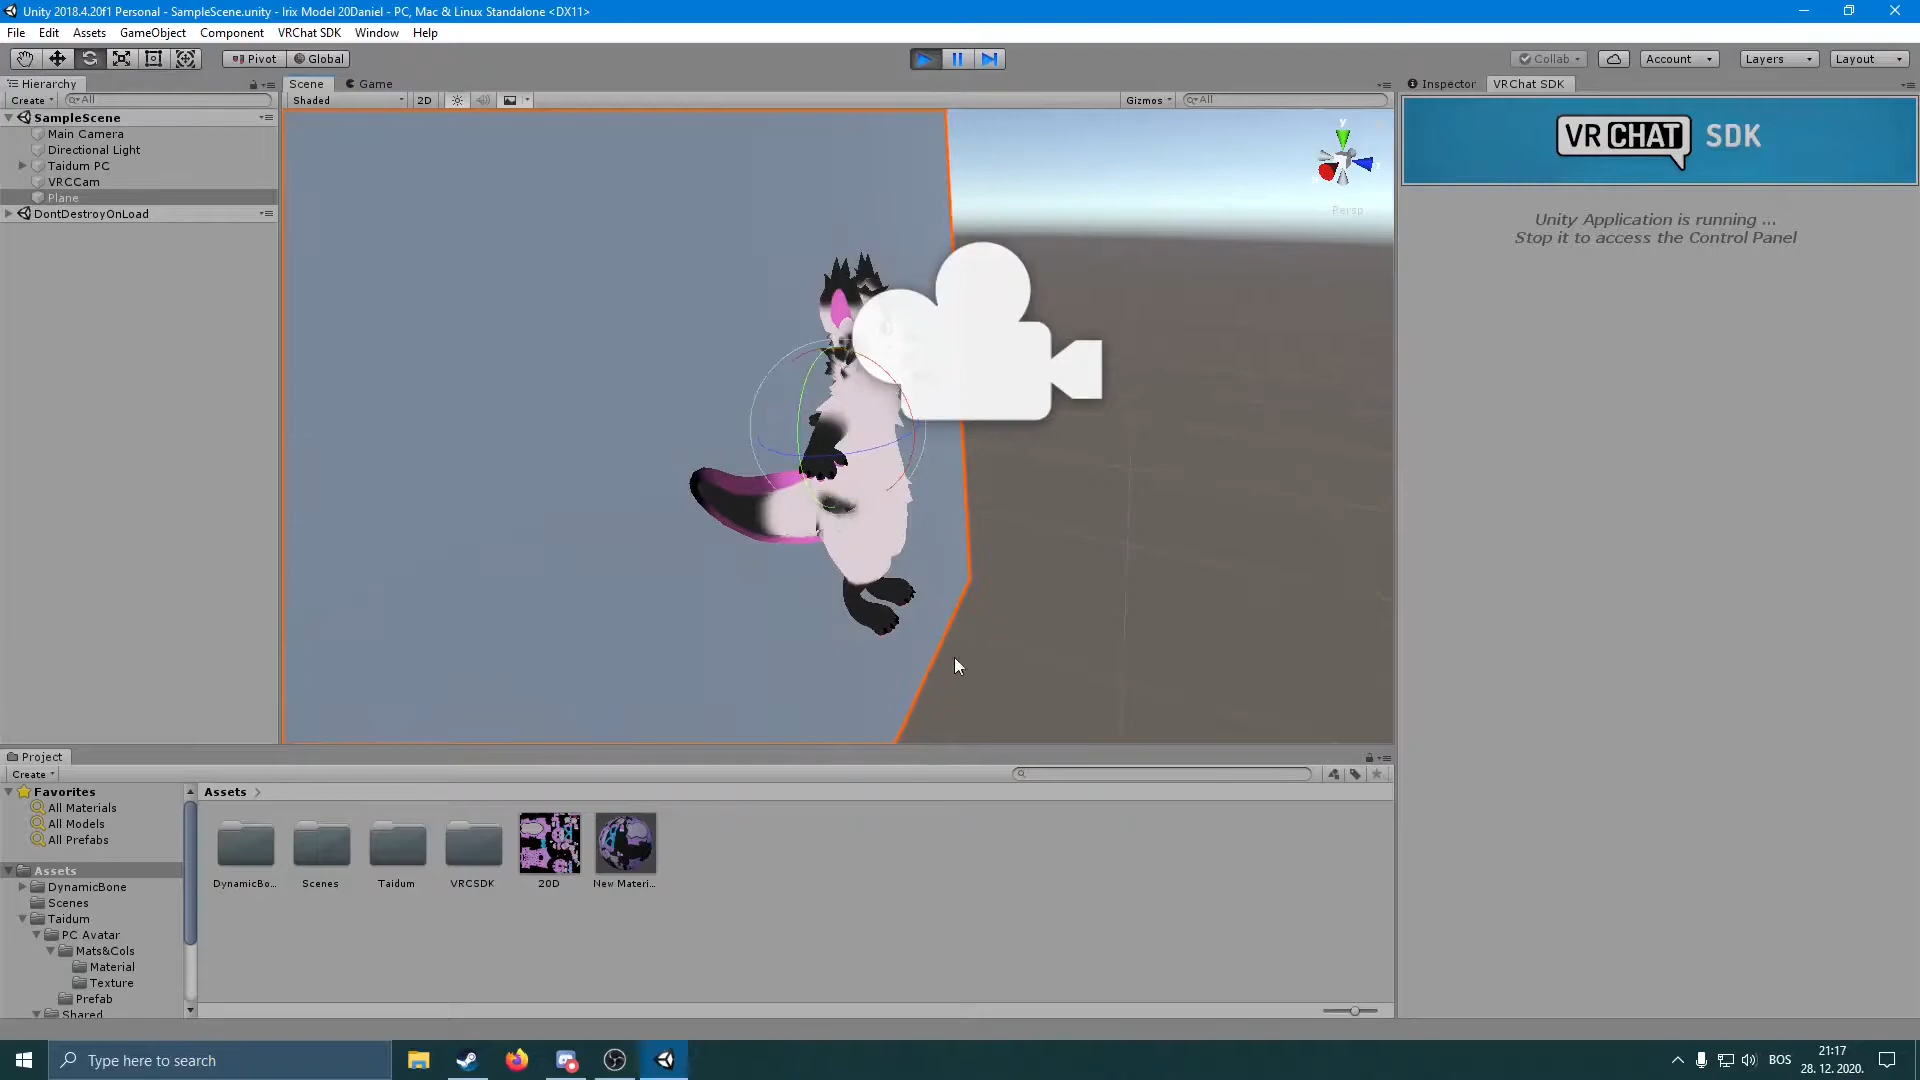 Unity 2018.4.20f1 Personal - SampleScene.unity - Irix Model 20Daniel - PC, Mac & Linux Standalone <DX11>
File Edit Assets GameObject Component VRChat SDK Window Help
Pivot Global Collab Account Layers Layout
Hierarchy Scene Game Inspector VRChat SDK
Create All Shaded 2D Gizmos All
SampleScene
Main Camera
Directional Light
Taidum PC
VRCCam
Plane
DontDestroyOnLoad
y
Persp
VR CHAT SDK
Unity Application is running ...
Stop it to access the Control Panel
Project
Create
Favorites
All Materials
All Models
All Prefabs
Assets
DynamicBone
Scenes
Taidum
PC Avatar
Mats&Cols
Material
Texture
Prefab
Shared
Assets
DynamicBo... Scenes Taidum VRCSDK 20D New Materi...
Type here to search
BOS
21:17
28. 12. 2020.